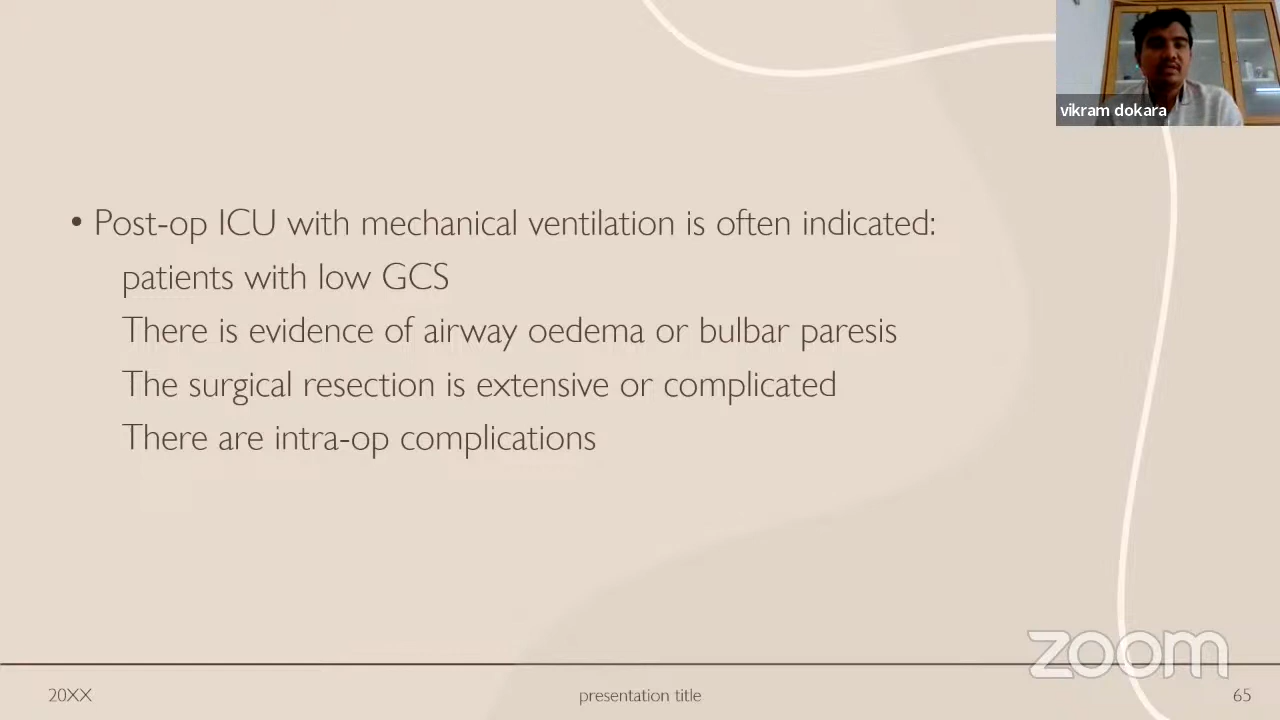 vikram dokara
• Post-op ICU with mechanical ventilation is often indicated:
patients with low GCS
There is evidence of airway oedema or bulbar paresis
The surgical resection is extensive or complicated
There are intra-op complications
zoom
20XX
presentation title
65